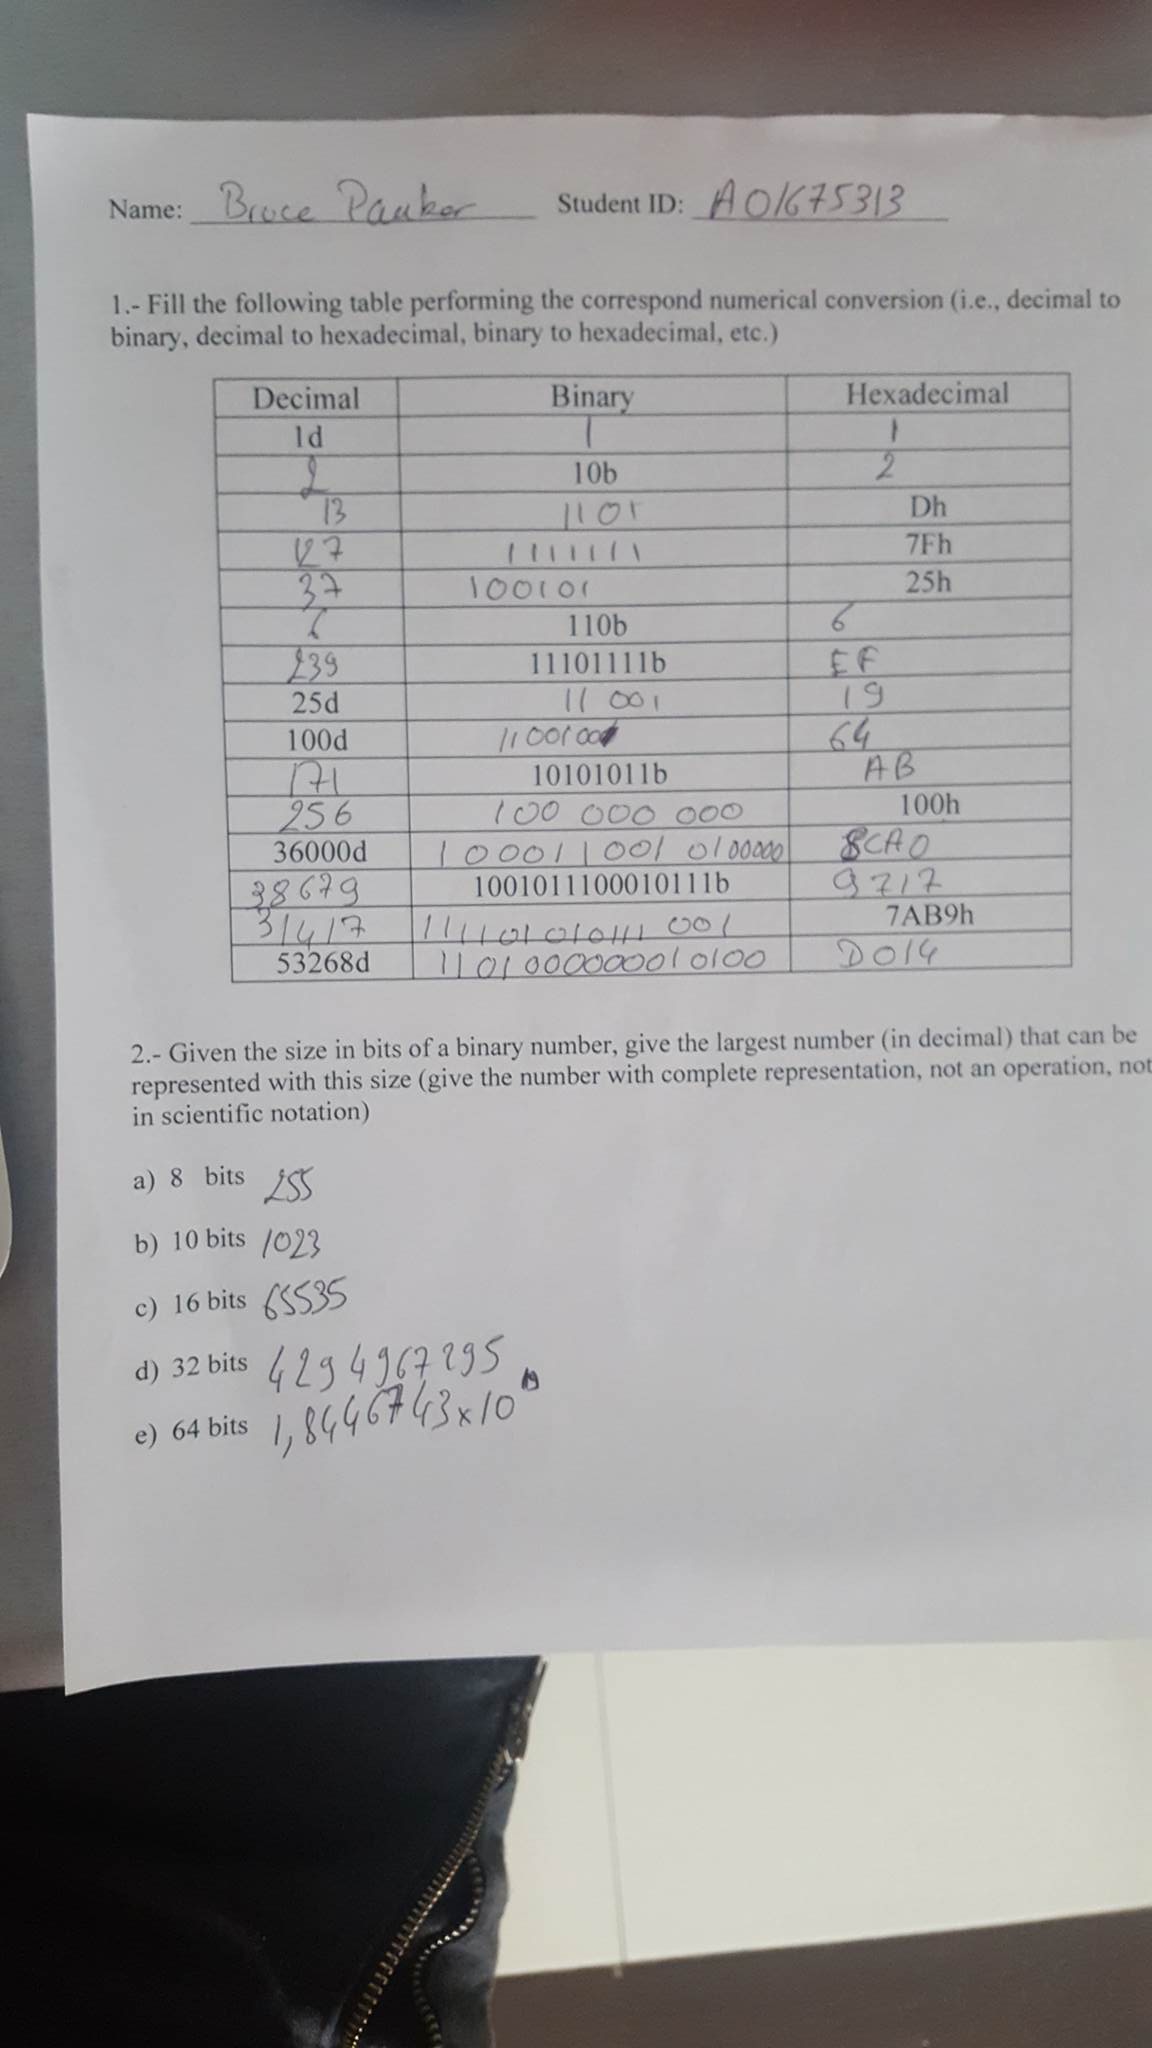 Name: Bruce Pauker Student ID: A01675313
1.- Fill the following table performing the correspond numerical conversion (i.e., decimal to
binary, decimal to hexadecimal, binary to hexadecimal, etc.)
Decimal Binary Hexadecimal
1d 1 1
2 10b 2
13 1101 Dh
127 1111111 7Fh
37 100101 25h
6 110b 6
239 11101111b EF
25d 11 001 19
100d 1100100 64
171 10101011b AB
256 100 000 000 100h
36000d 1000110010100000 8CA0
38679 1001011100010111b 9717
31417 111101010111 001 7AB9h
53268d 1101000000010100 D014
2.- Given the size in bits of a binary number, give the largest number (in decimal) that can be
represented with this size (give the number with complete representation, not an operation, not
in scientific notation)
a) 8 bits 255
b) 10 bits 1023
c) 16 bits 65535
d) 32 bits 4294967295
e) 64 bits 1,8446743x10